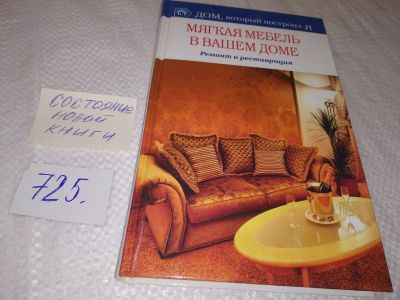 ДОМ, который построил Я
МЯГКАЯ МЕБЕЛЬ
В ВАШЕМ ДОМЕ
Ремонт и реставрация
СОСТОЯНИЕ
НОВОЙ
КНИГИ
725.